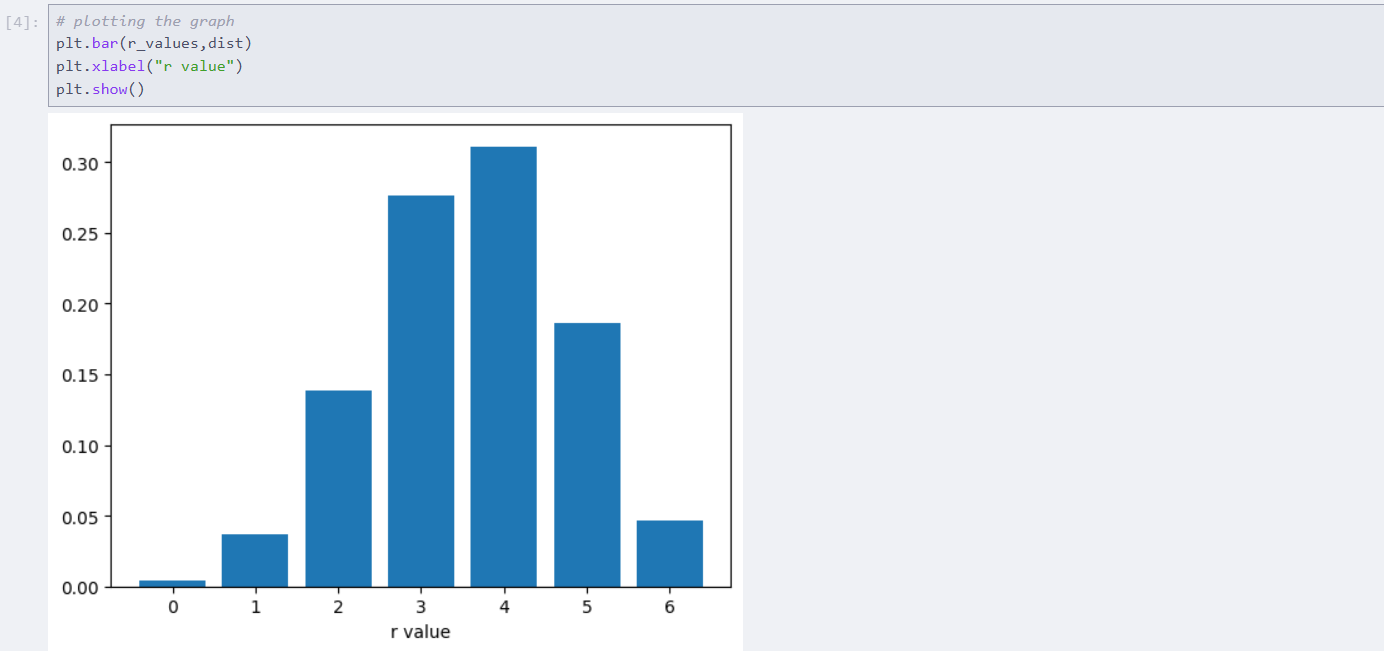 [4]:
# plotting the graph
plt.bar(r_values,dist)
plt.xlabel("r value")
plt.show()
0.30
0.25
0.20
0.15
0.10
0.05
0.00
0 1 2 3 4 5 6
r value